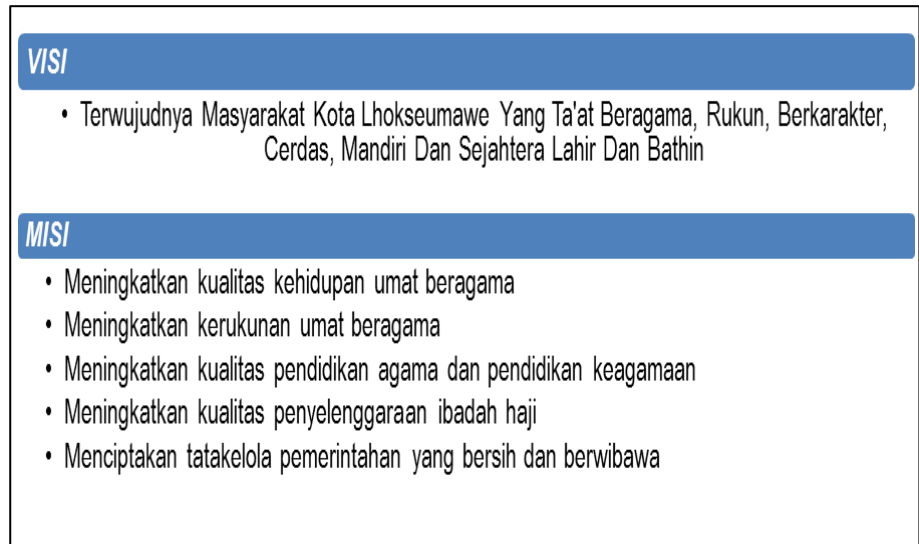 VISI
• Terwujudnya Masyarakat Kota Lhokseumawe Yang Ta'at Beragama, Rukun, Berkarakter,
Cerdas, Mandiri Dan Sejahtera Lahir Dan Bathin
MISI
• Meningkatkan kualitas kehidupan umat beragama
• Meningkatkan kerukunan umat beragama
• Meningkatkan kualitas pendidikan agama dan pendidikan keagamaan
• Meningkatkan kualitas penyelenggaraan ibadah haji
• Menciptakan tatakelola pemerintahan yang bersih dan berwibawa